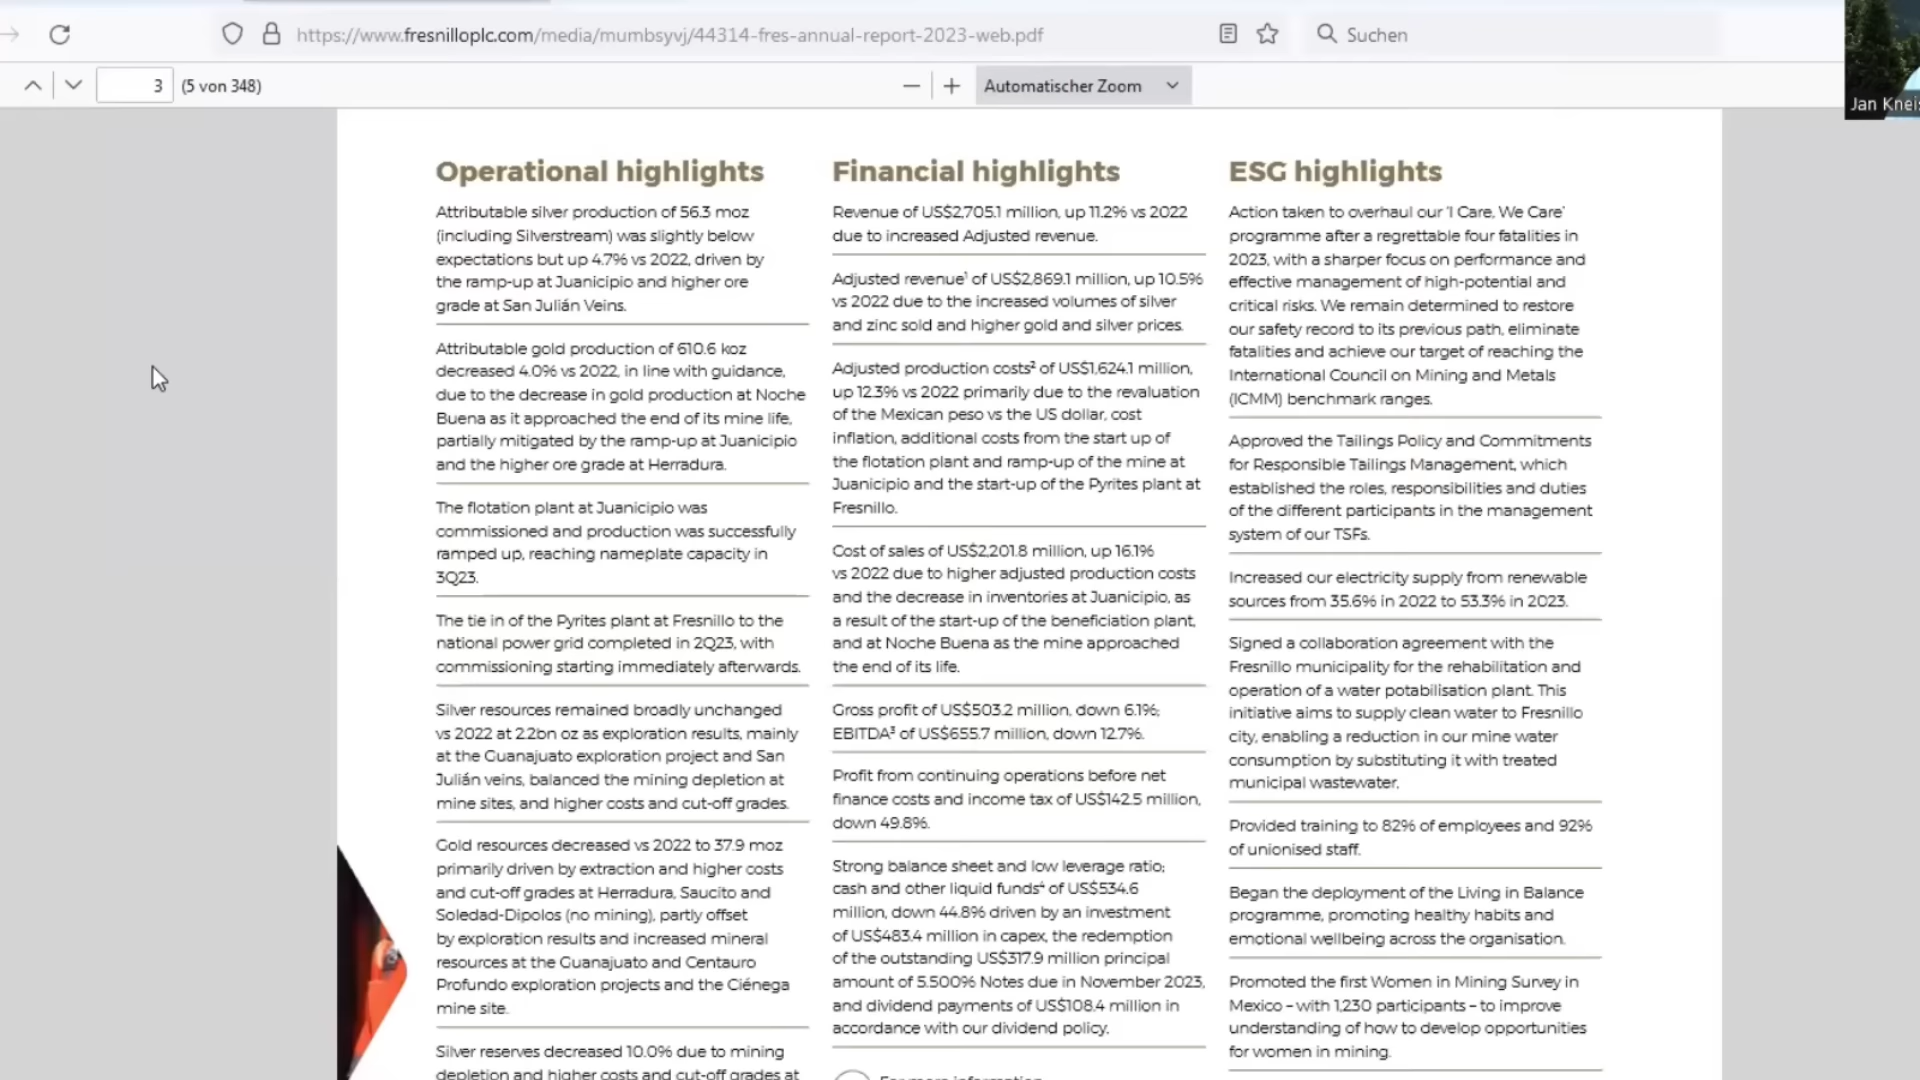 https://www.fresnilloplc.com/media/mumbsyvj/44314-fres-annual-report-2023-web.pdf
Suchen
3 (5 von 348)
Automatischer Zoom
Jan Kneis
Operational highlights
Attributable silver production of 56.3 moz
(including Silverstream) was slightly below
expectations but up 4.7% vs 2022, driven by
the ramp-up at Juanicipio and higher ore
grade at San Julián Veins.
Attributable gold production of 610.6 koz
decreased 4.0% vs 2022, in line with guidance,
due to the decrease in gold production at Noche
Buena as it approached the end of its mine life,
partially mitigated by the ramp-up at Juanicipio
and the higher ore grade at Herradura.
The flotation plant at Juanicipio was
commissioned and production was successfully
ramped up, reaching nameplate capacity in
3Q23.
The tie in of the Pyrites plant at Fresnillo to the
national power grid completed in 2Q23, with
commissioning starting immediately afterwards.
Silver resources remained broadly unchanged
vs 2022 at 2.2bn oz as exploration results, mainly
at the Guanajuato exploration project and San
Julián veins, balanced the mining depletion at
mine sites, and higher costs and cut-off grades.
Gold resources decreased vs 2022 to 37.9 moz
primarily driven by extraction and higher costs
and cut-off grades at Herradura, Saucito and
Soledad-Dipolos (no mining), partly offset
by exploration results and increased mineral
resources at the Guanajuato and Centauro
Profundo exploration projects and the Ciénega
mine site.
Silver reserves decreased 10.0% due to mining
depletion and higher costs and cut-off grades at
Financial highlights
Revenue of US$2,705.1 million, up 11.2% vs 2022
due to increased Adjusted revenue.
Adjusted revenue¹ of US$2,869.1 million, up 10.5%
vs 2022 due to the increased volumes of silver
and zinc sold and higher gold and silver prices.
Adjusted production costs² of US$1,624.1 million,
up 12.3% vs 2022 primarily due to the revaluation
of the Mexican peso vs the US dollar, cost
inflation, additional costs from the start up of
the flotation plant and ramp-up of the mine at
Juanicipio and the start-up of the Pyrites plant at
Fresnillo.
Cost of sales of US$2,201.8 million, up 16.1%
vs 2022 due to higher adjusted production costs
and the decrease in inventories at Juanicipio, as
a result of the start-up of the beneficiation plant,
and at Noche Buena as the mine approached
the end of its life.
Gross profit of US$503.2 million, down 6.1%;
EBITDA³ of US$655.7 million, down 12.7%.
Profit from continuing operations before net
finance costs and income tax of US$142.5 million,
down 49.8%.
Strong balance sheet and low leverage ratio;
cash and other liquid funds⁴ of US$534.6
million, down 44.8% driven by an investment
of US$483.4 million in capex, the redemption
of the outstanding US$317.9 million principal
amount of 5.500% Notes due in November 2023,
and dividend payments of US$108.4 million in
accordance with our dividend policy.
For more information
ESG highlights
Action taken to overhaul our 'I Care, We Care'
programme after a regrettable four fatalities in
2023, with a sharper focus on performance and
effective management of high-potential and
critical risks. We remain determined to restore
our safety record to its previous path, eliminate
fatalities and achieve our target of reaching the
International Council on Mining and Metals
(ICMM) benchmark ranges.
Approved the Tailings Policy and Commitments
for Responsible Tailings Management, which
established the roles, responsibilities and duties
of the different participants in the management
system of our TSFs.
Increased our electricity supply from renewable
sources from 35.6% in 2022 to 53.3% in 2023.
Signed a collaboration agreement with the
Fresnillo municipality for the rehabilitation and
operation of a water potabilisation plant. This
initiative aims to supply clean water to Fresnillo
city, enabling a reduction in our mine water
consumption by substituting it with treated
municipal wastewater.
Provided training to 82% of employees and 92%
of unionised staff.
Began the deployment of the Living in Balance
programme, promoting healthy habits and
emotional wellbeing across the organisation.
Promoted the first Women in Mining Survey in
Mexico – with 1,230 participants – to improve
understanding of how to develop opportunities
for women in mining.